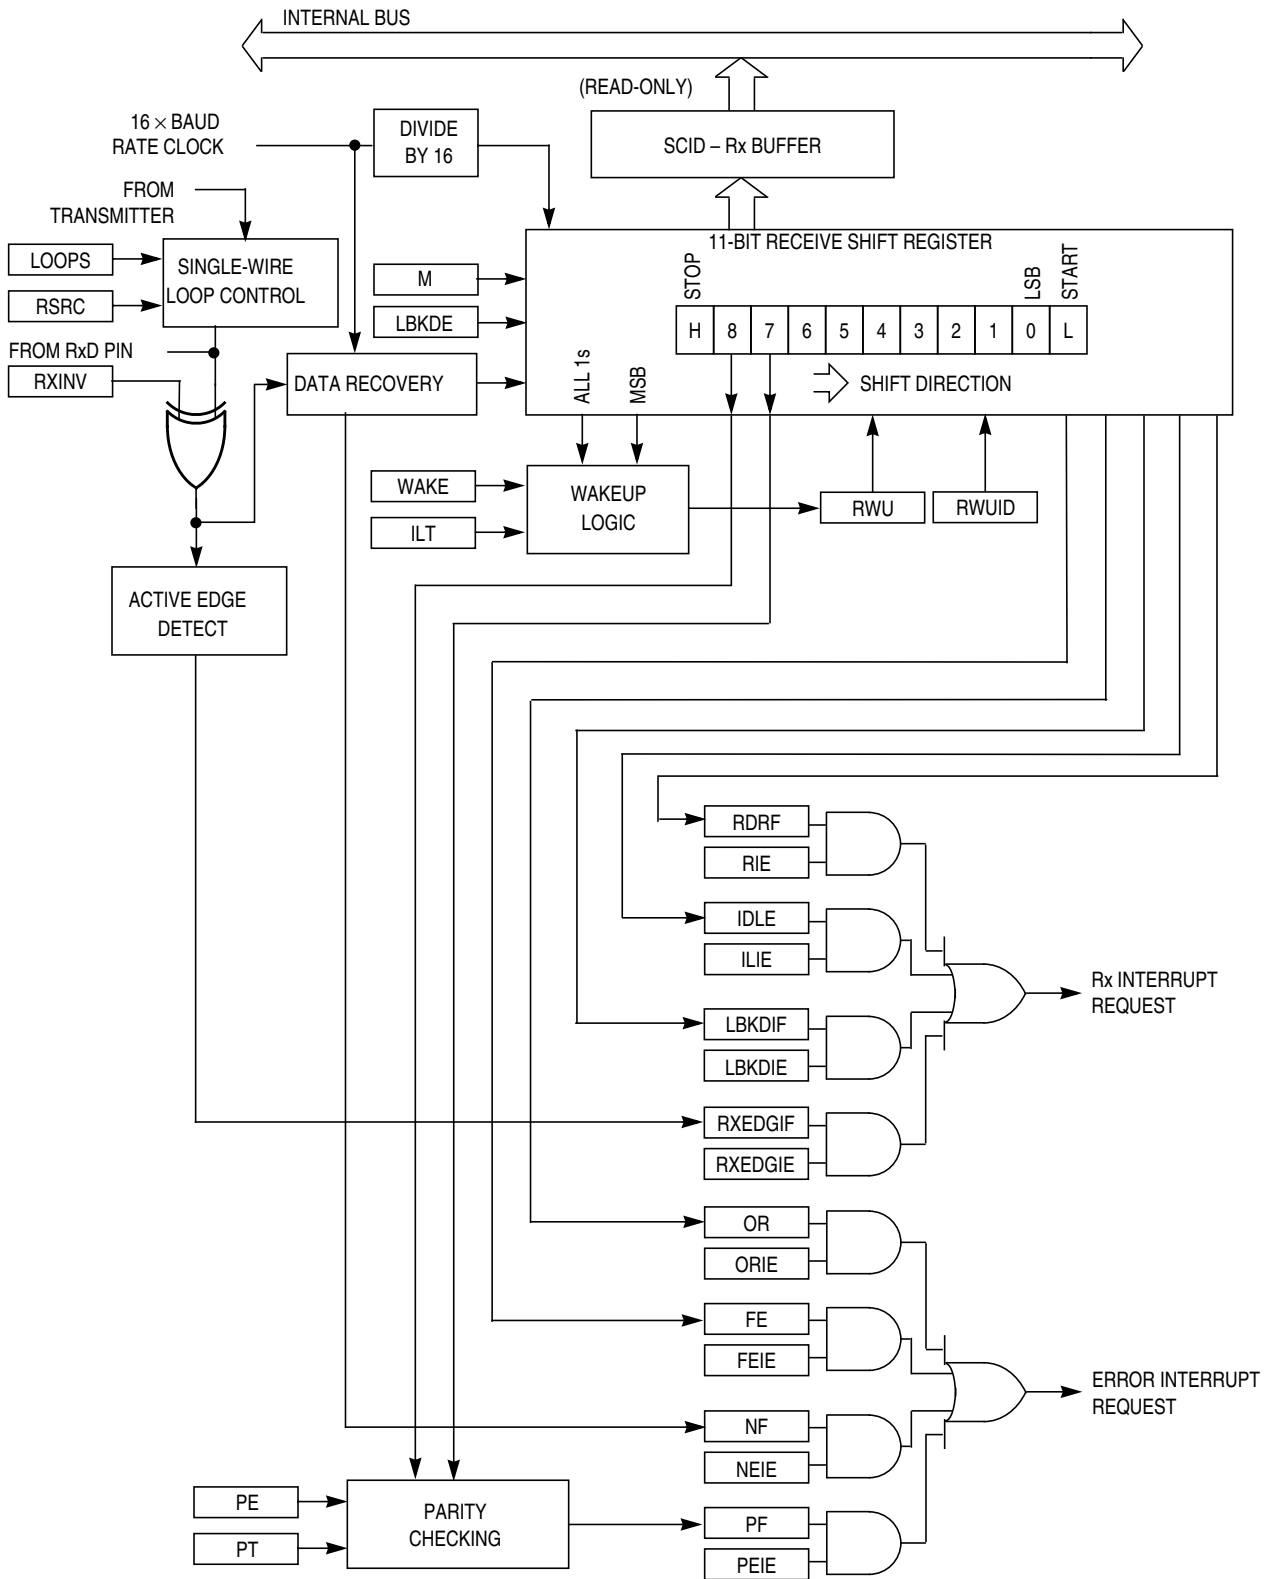 INTERNAL BUS
(READ-ONLY)
16 × BAUD
RATE CLOCK
DIVIDE
BY 16
SCID – Rx BUFFER
FROM
TRANSMITTER
11-BIT RECEIVE SHIFT REGISTER
LOOPS
RSRC
SINGLE-WIRE
LOOP CONTROL
M
LBKDE
STOP
LSB
START
H 8 7 6 5 4 3 2 1 0 L
FROM RxD PIN
RXINV
DATA RECOVERY
ALL 1s
MSB
SHIFT DIRECTION
WAKE
ILT
WAKEUP
LOGIC
RWU
RWUID
ACTIVE EDGE
DETECT
RDRF
RIE
IDLE
ILIE
Rx INTERRUPT
REQUEST
LBKDIF
LBKDIE
RXEDGIF
RXEDGIE
OR
ORIE
FE
FEIE
ERROR INTERRUPT
REQUEST
NF
NEIE
PE
PT
PARITY
CHECKING
PF
PEIE